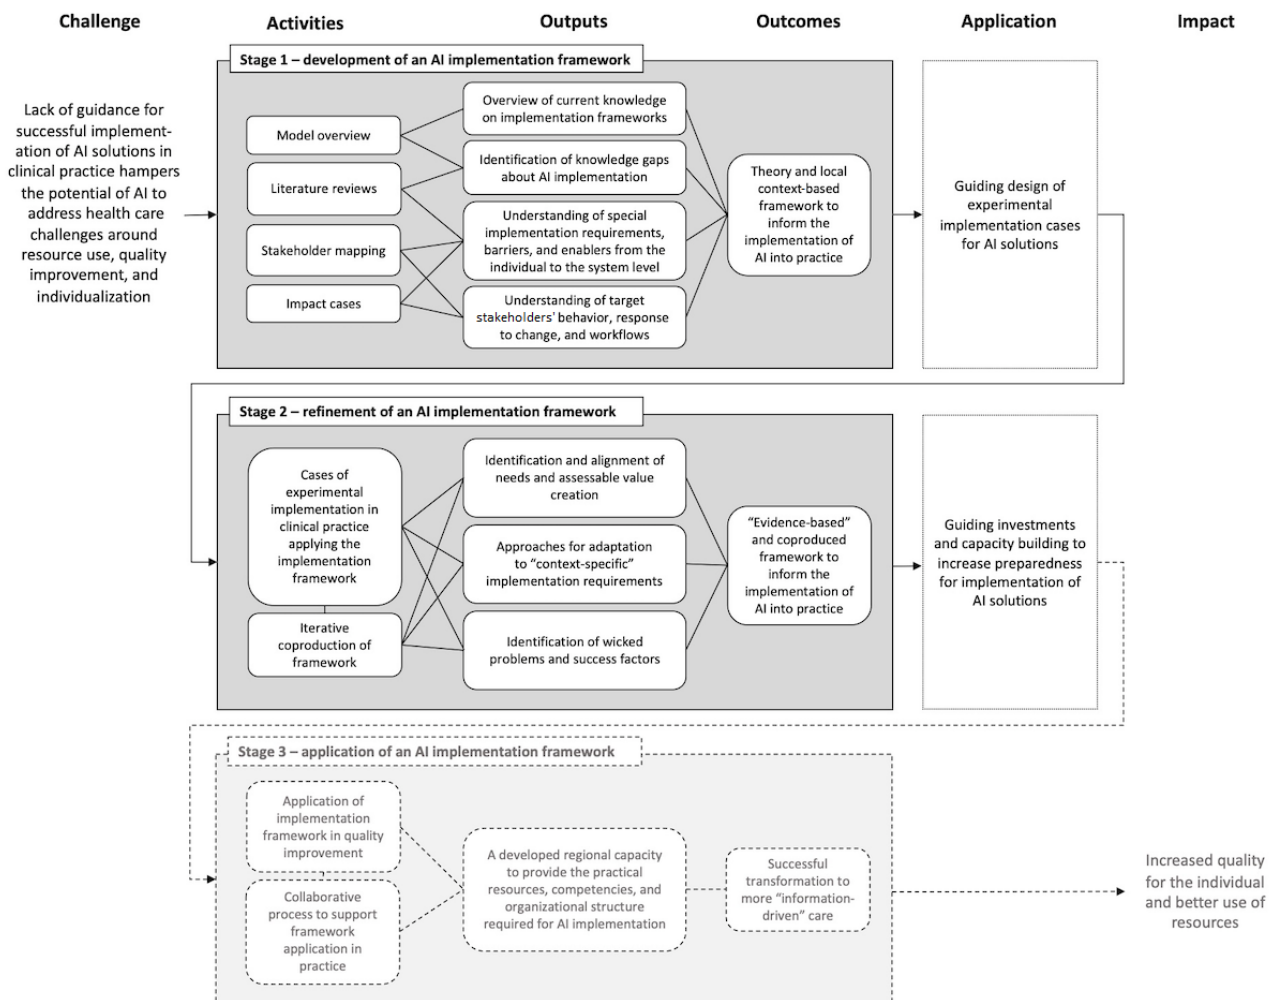 Challenge
Activities
Outputs
Outcomes
Application
Impact
Lack of guidance for
successful implement-
ation of AI solutions in
clinical practice hampers
the potential of AI to
address health care
challenges around
resource use, quality
improvement, and
individualization
Stage 1 – development of an AI implementation framework
Model overview
Literature reviews
Stakeholder mapping
Impact cases
Overview of current knowledge
on implementation frameworks
Identification of knowledge gaps
about AI implementation
Understanding of special
implementation requirements,
barriers, and enablers from the
individual to the system level
Understanding of target
stakeholders’ behavior, response
to change, and workflows
Theory and local
context-based
framework to
inform the
implementation of
AI into practice
Guiding design of
experimental
implementation cases
for AI solutions
Stage 2 – refinement of an AI implementation framework
Cases of
experimental
implementation in
clinical practice
applying the
implementation
framework
Iterative
coproduction of
framework
Identification and alignment of
needs and assessable value
creation
Approaches for adaptation
to “context-specific”
implementation requirements
Identification of wicked
problems and success factors
“Evidence-based”
and coproduced
framework to
inform the
implementation of
AI into practice
Guiding investments
and capacity building to
increase preparedness
for implementation of
AI solutions
Stage 3 – application of an AI implementation framework
Application of
implementation
framework in quality
improvement
Collaborative
process to support
framework
application in
practice
A developed regional capacity
to provide the practical
resources, competencies, and
organizational structure
required for AI implementation
Successful
transformation to
more “information-
driven” care
Increased quality
for the individual
and better use of
resources